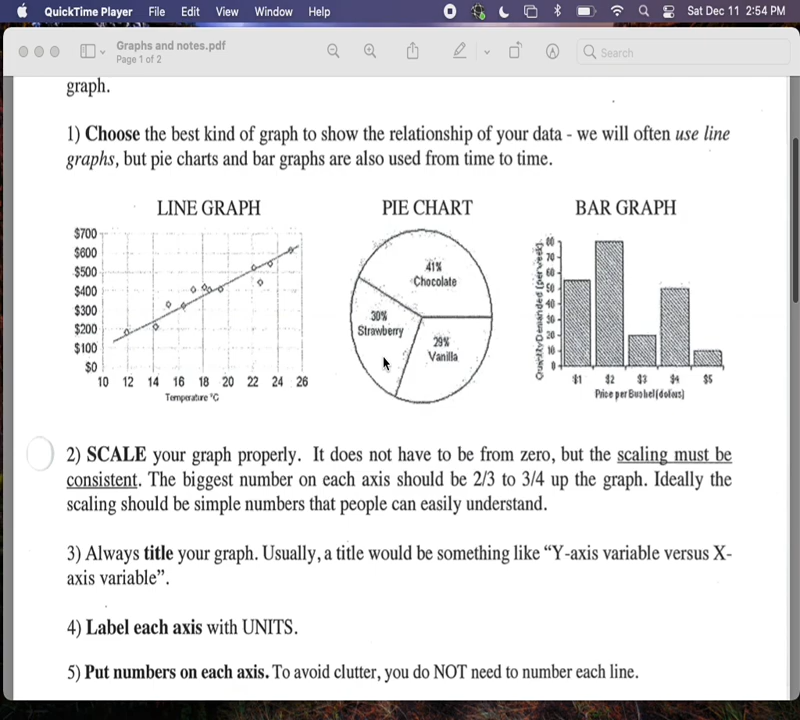 QuickTime Player File Edit View Window Help Sat Dec 11 2:54 PM
Graphs and notes.pdf
Page 1 of 2
Search
graph.
1) Choose the best kind of graph to show the relationship of your data - we will often use line
graphs, but pie charts and bar graphs are also used from time to time.
LINE GRAPH
$700
$600
$500
$400
$300
$200
$100
$0
10 12 14 16 18 20 22 24 26
Temperature °C
PIE CHART
41%
Chocolate
30%
Strawberry
29%
Vanilla
BAR GRAPH
Quantity Demanded (per week)
80
70
60
50
40
30
20
10
0
$1 $2 $3 $4 $5
Price per Bushel (dollars)
2) SCALE your graph properly. It does not have to be from zero, but the scaling must be
consistent. The biggest number on each axis should be 2/3 to 3/4 up the graph. Ideally the
scaling should be simple numbers that people can easily understand.
3) Always title your graph. Usually, a title would be something like “Y-axis variable versus X-
axis variable”.
4) Label each axis with UNITS.
5) Put numbers on each axis. To avoid clutter, you do NOT need to number each line.